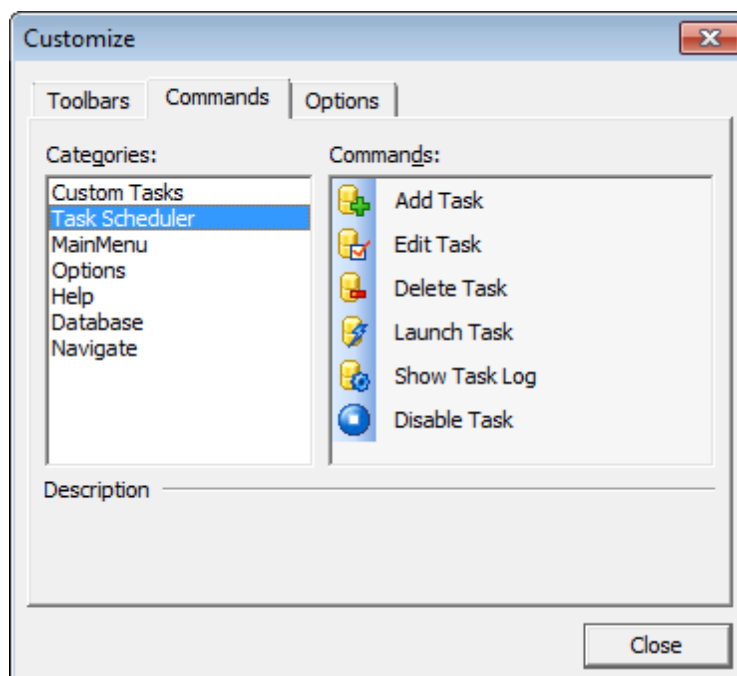 Customize
Toolbars Commands Options
Categories:
Custom Tasks
Task Scheduler
MainMenu
Options
Help
Database
Navigate
Commands:
Add Task
Edit Task
Delete Task
Launch Task
Show Task Log
Disable Task
Description
Close